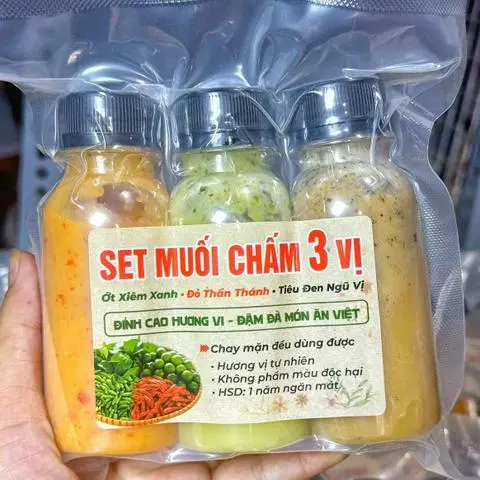 SET MUỐI CHẤM 3 VỊ
Ớt Xiêm Xanh • Đỏ Thần Thánh • Tiêu Đen Ngũ Vị
ĐỈNH CAO HƯƠNG VỊ - ĐẬM ĐÀ MÓN ĂN VIỆT
Chay mặn đều dùng được
• Hương vị tự nhiên
• Không phẩm màu độc hại
• HSD: 1 năm ngăn mát